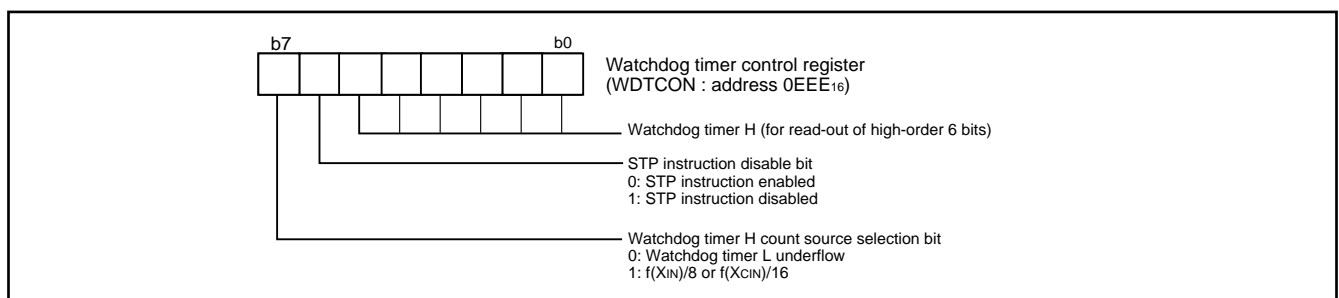 b7 b0
Watchdog timer control register
(WDTCON : address 0EEE16)
Watchdog timer H (for read-out of high-order 6 bits)
STP instruction disable bit
0: STP instruction enabled
1: STP instruction disabled
Watchdog timer H count source selection bit
0: Watchdog timer L underflow
1: f(XIN)/8 or f(XCIN)/16